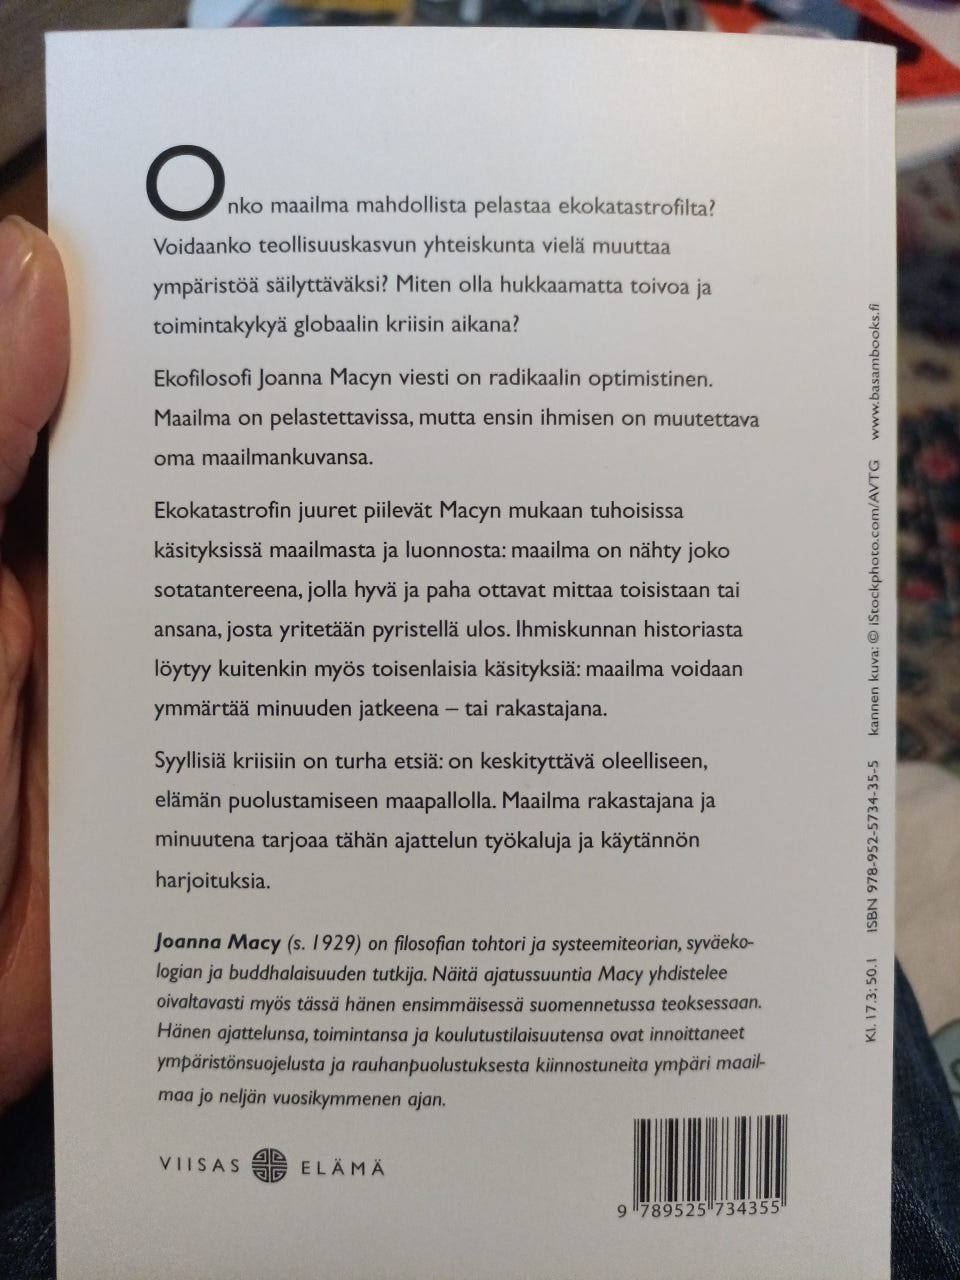 Onko maailma mahdollista pelastaa ekokatastrofilta?
Voidaanko teollisuuskasvun yhteiskunta vielä muuttaa
ympäristöä säilyttäväksi? Miten olla hukkaamatta toivoa ja
toimintakykyä globaalin kriisin aikana?
Ekofilosofi Joanna Macyn viesti on radikaalin optimistinen.
Maailma on pelastettavissa, mutta ensin ihmisen on muutettava
oma maailmankuvansa.
Ekokatastrofin juuret piilevät Macyn mukaan tuhoisissa
käsityksissä maailmasta ja luonnosta: maailma on nähty joko
sotatantereena, jolla hyvä ja paha ottavat mittaa toisistaan tai
ansana, josta yritetään pyristellä ulos. Ihmiskunnan historiasta
löytyy kuitenkin myös toisenlaisia käsityksiä: maailma voidaan
ymmärtää minuuden jatkeena – tai rakastajana.
Syyllisiä kriisiin on turha etsiä: on keskityttävä oleelliseen,
elämän puolustamiseen maapallolla. Maailma rakastajana ja
minuutena tarjoaa tähän ajattelun työkaluja ja käytännön
harjoituksia.
Joanna Macy (s. 1929) on filosofian tohtori ja systeemiteorian, syväeko-
logian ja buddhalaisuuden tutkija. Näitä ajatussuuntia Macy yhdistelee
oivaltavasti myös tässä hänen ensimmäisessä suomennetussa teoksessaan.
Hänen ajattelunsa, toimintansa ja koulutustilaisuutensa ovat innoittaneet
ympäristönsuojelusta ja rauhanpuolustuksesta kiinnostuneita ympäri maail-
maa jo neljän vuosikymmenen ajan.
VIISAS ELÄMÄ
9 789525 734355
Kl. 17.3; 50.1 ISBN 978-952-5734-35-5 kannen kuva: © iStockphoto.com/AVTG www.basambooks.fi